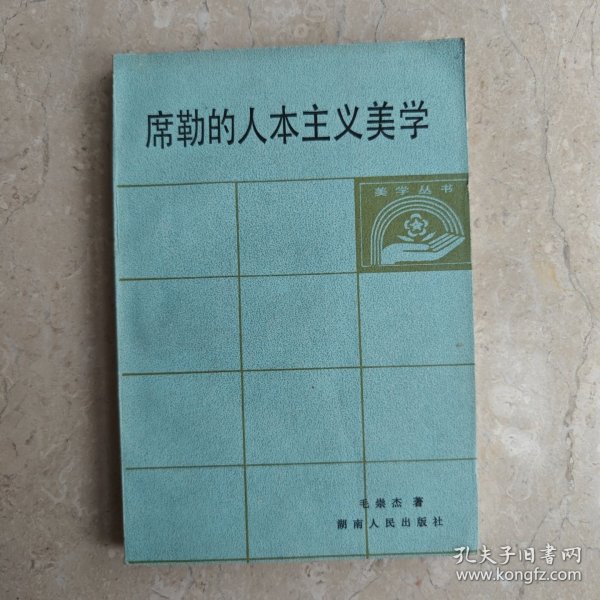 席勒的人本主义美学
美学丛书
毛崇杰 著
湖南人民出版社
孔夫子旧书网
www.kongfz.com